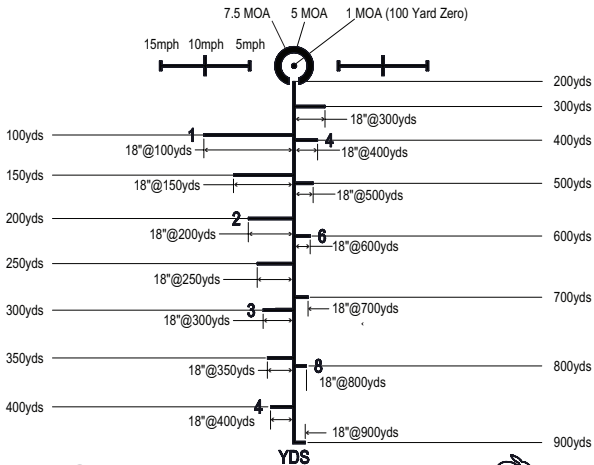 7.5 MOA 5 MOA 1 MOA (100 Yard Zero)
15mph 10mph 5mph
200yds
300yds
18"@300yds
100yds 1 4 400yds
18"@100yds 18"@400yds
150yds
18"@150yds 500yds
18"@500yds
200yds 2
18"@200yds 6 600yds
18"@600yds
250yds
18"@250yds
700yds
300yds 3 18"@700yds
18"@300yds
350yds
18"@350yds 8 800yds
18"@800yds
400yds 4
18"@400yds
18"@900yds
900yds
YDS